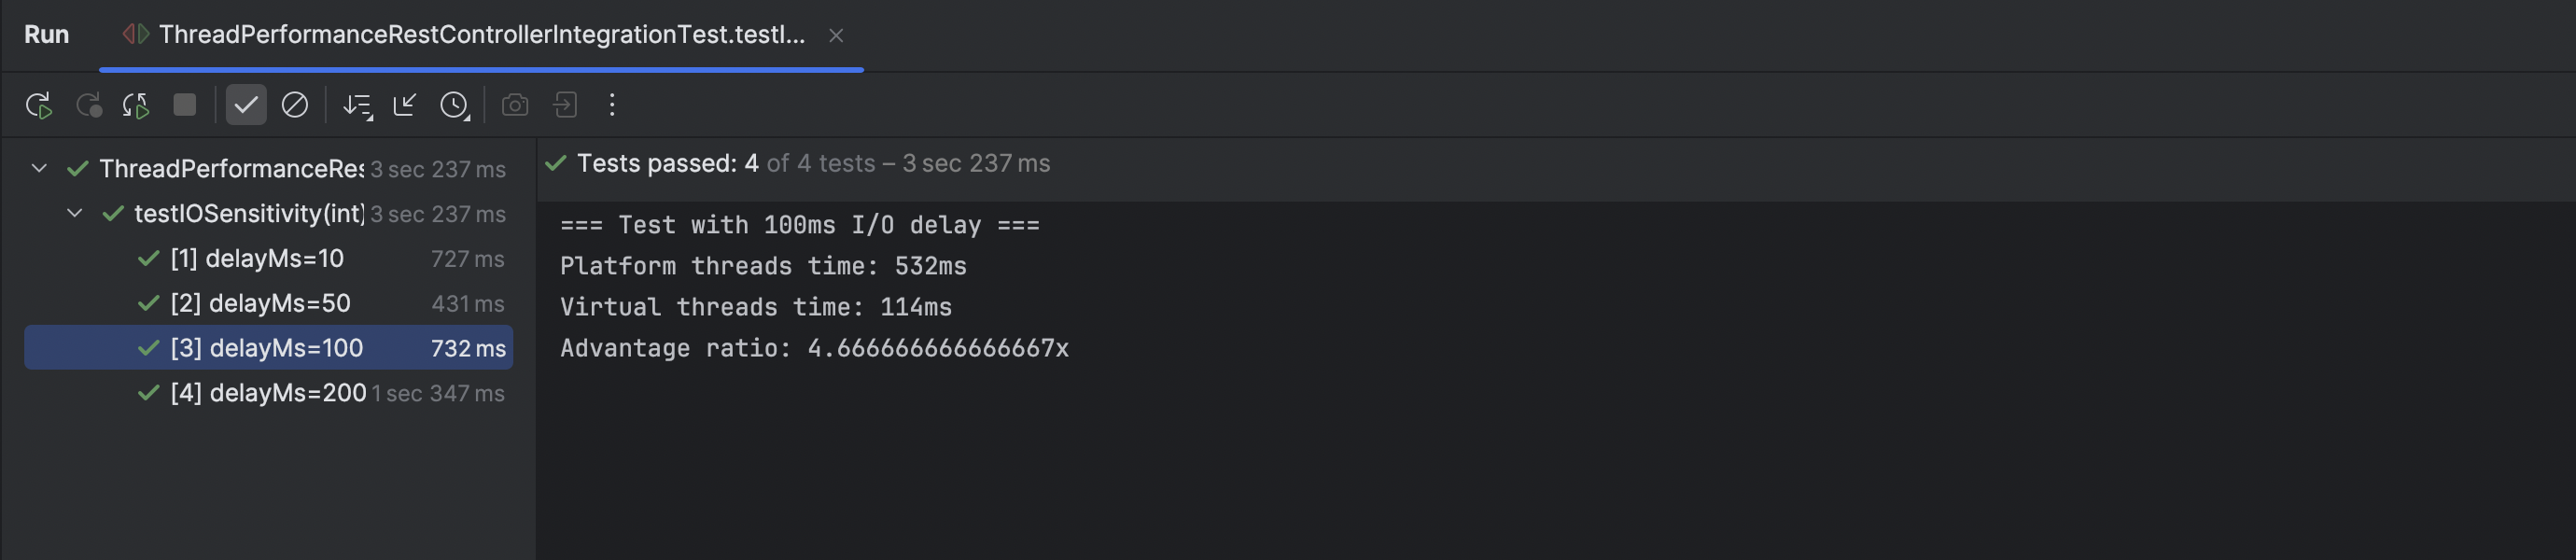 Run ThreadPerformanceRestControllerIntegrationTest.testI...
ThreadPerformanceRes 3 sec 237 ms
testIOSensitivity(int) 3 sec 237 ms
[1] delayMs=10 727 ms
[2] delayMs=50 431 ms
[3] delayMs=100 732 ms
[4] delayMs=200 1 sec 347 ms
Tests passed: 4 of 4 tests – 3 sec 237 ms
=== Test with 100ms I/O delay ===
Platform threads time: 532ms
Virtual threads time: 114ms
Advantage ratio: 4.666666666666667x